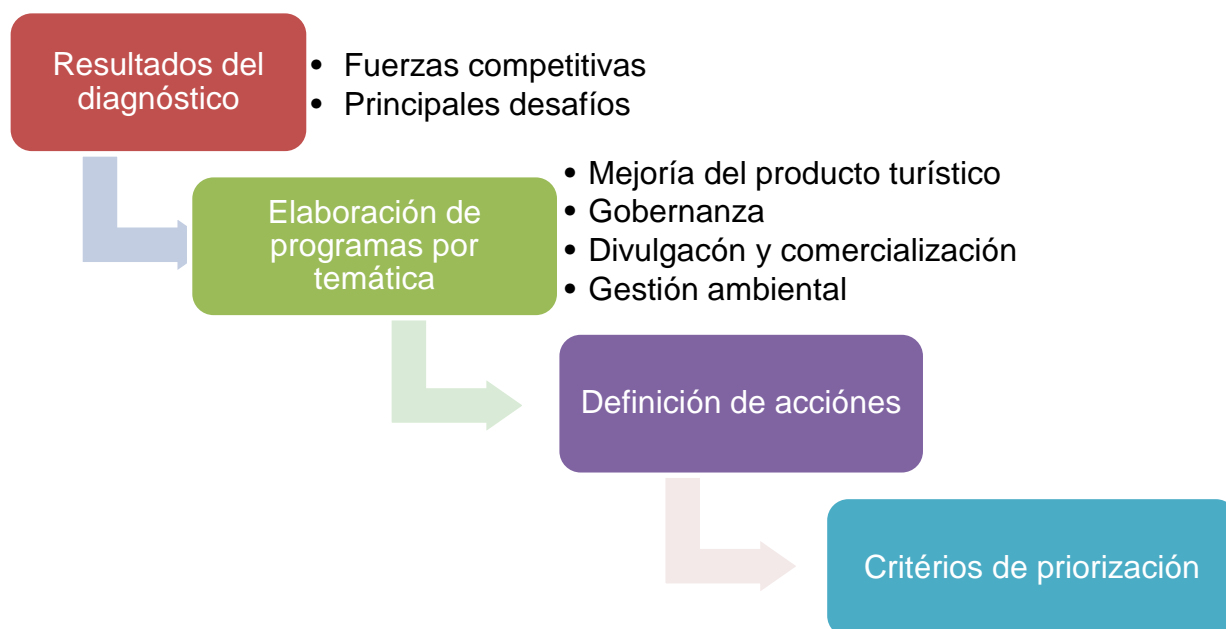 Resultados del
diagnóstico
• Fuerzas competitivas
• Principales desafíos
Elaboración de
programas por
temática
• Mejoría del producto turístico
• Gobernanza
• Divulgacón y comercialización
• Gestión ambiental
Definición de acciónes
Critérios de priorización